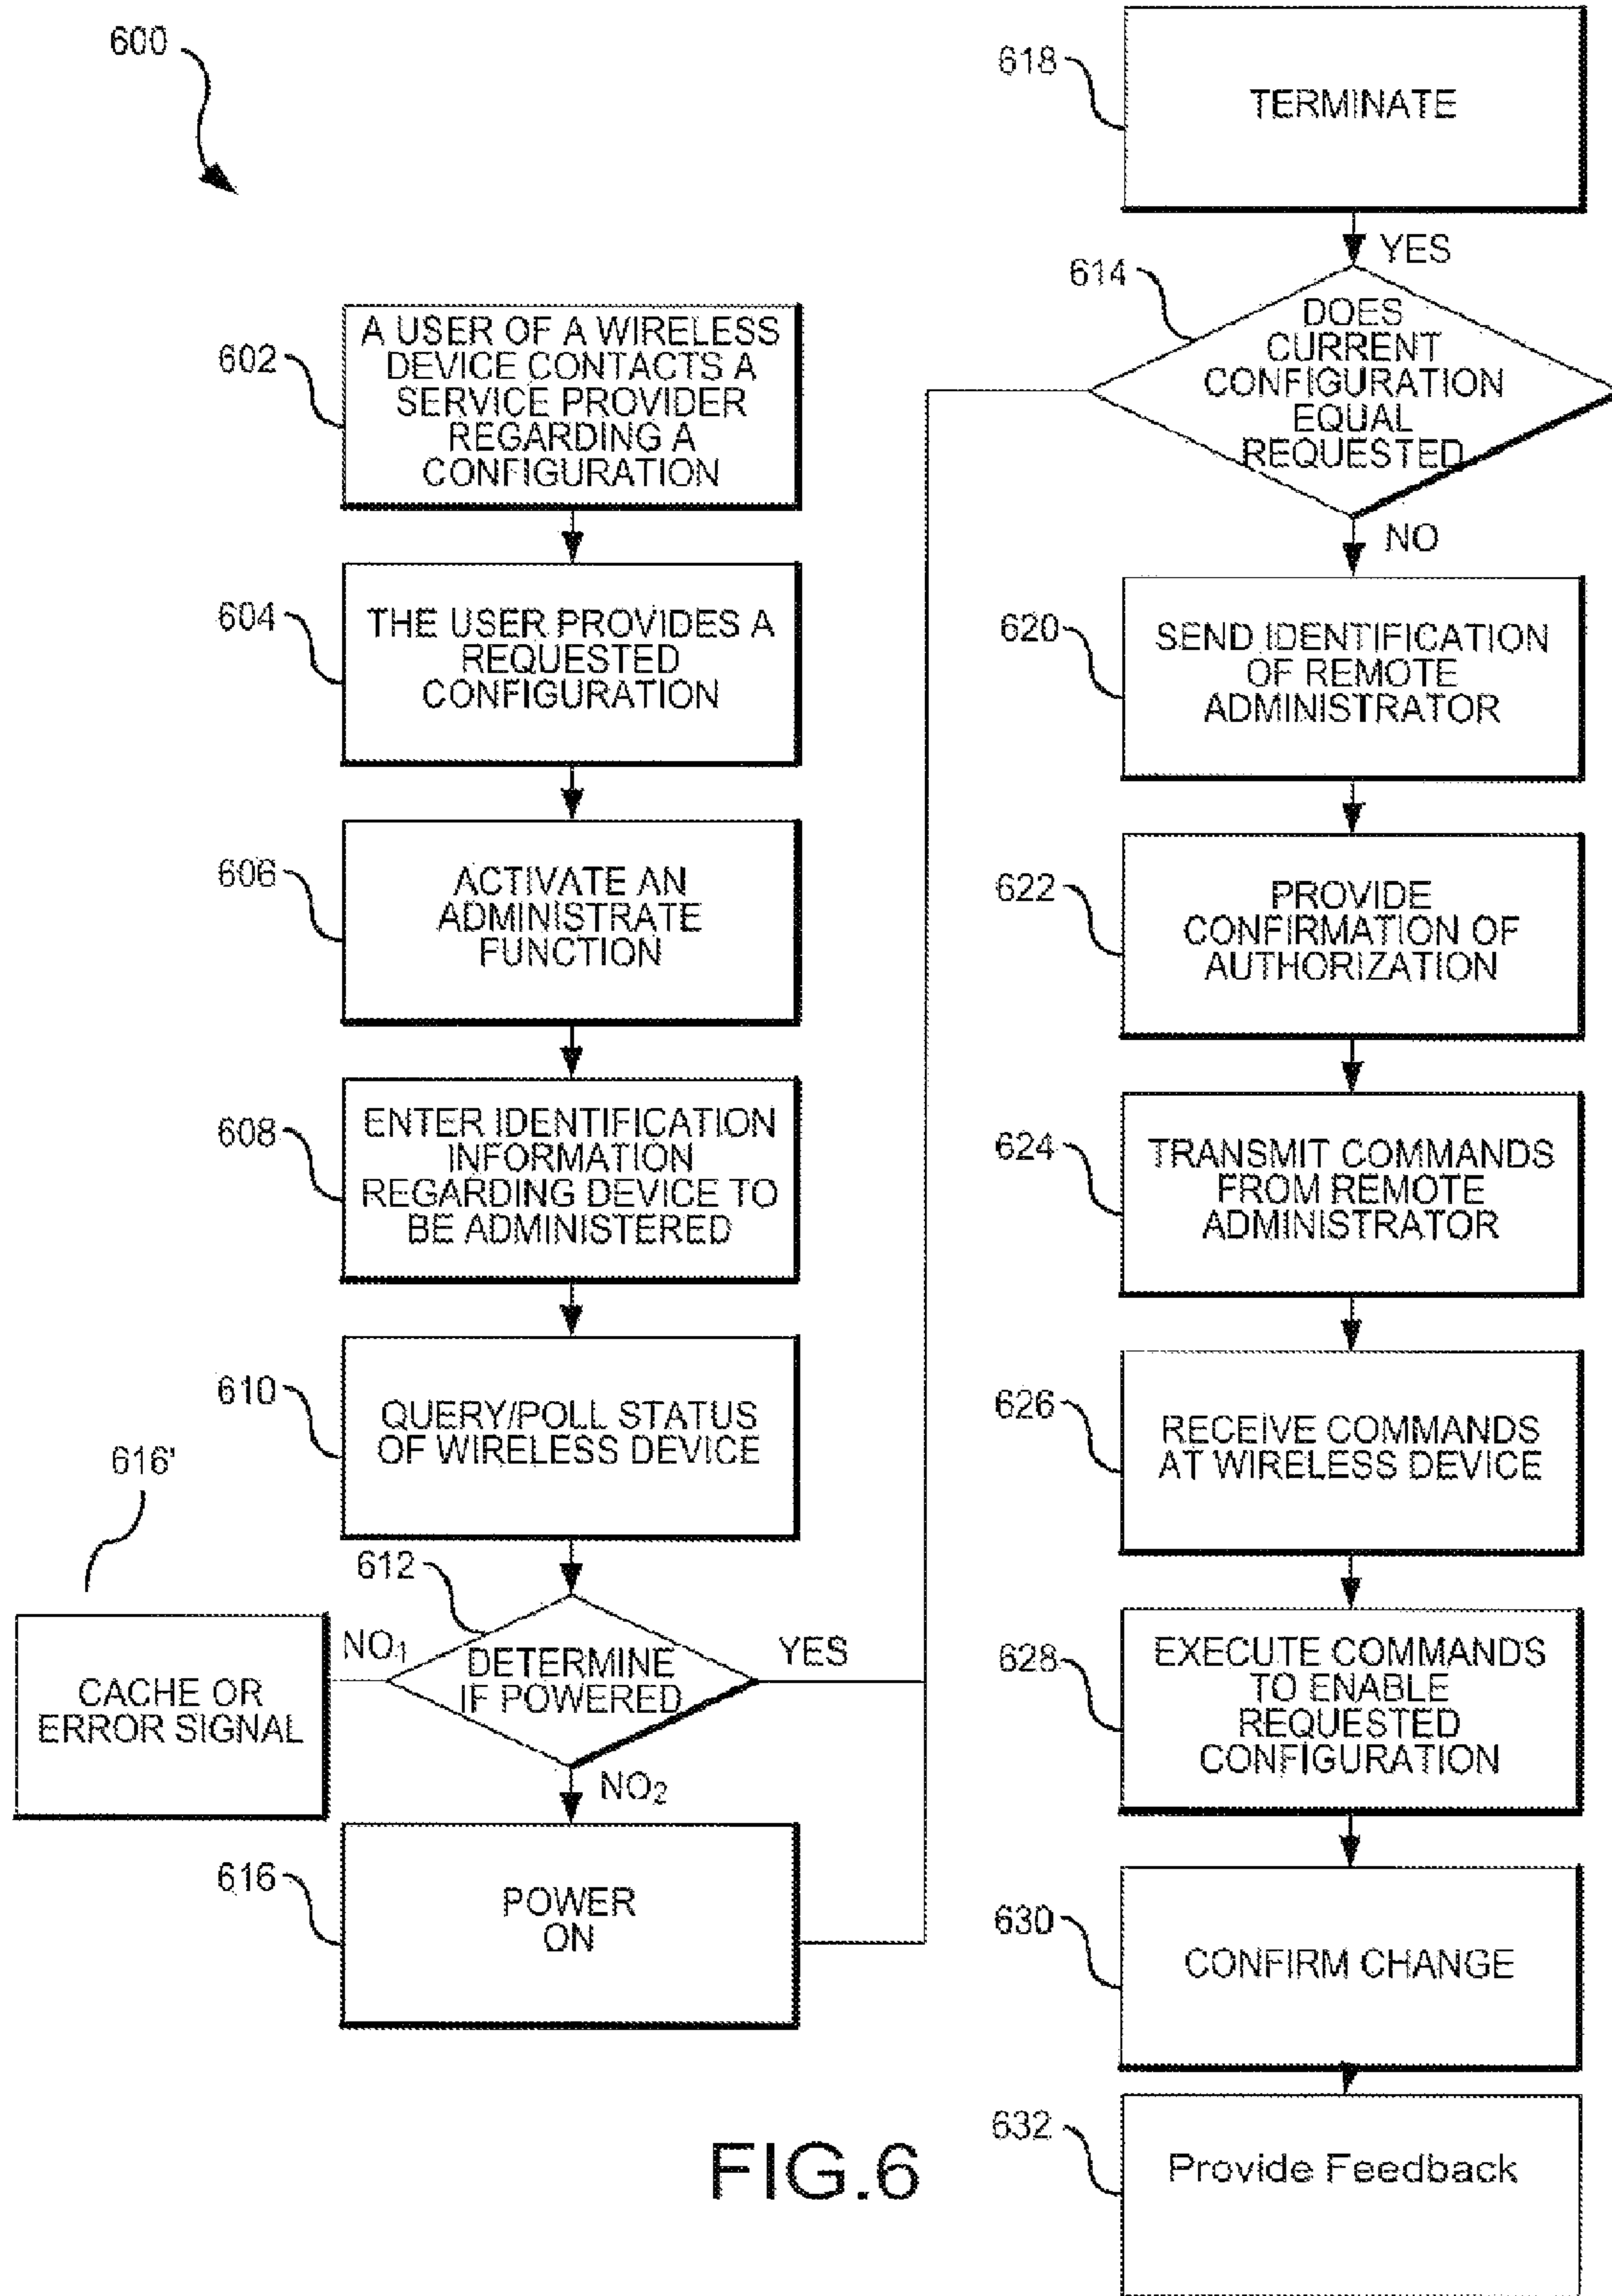 600
602
A USER OF A WIRELESS
DEVICE CONTACTS A
SERVICE PROVIDER
REGARDING A
CONFIGURATION
604
THE USER PROVIDES A
REQUESTED
CONFIGURATION
606
ACTIVATE AN
ADMINISTRATE
FUNCTION
608
ENTER IDENTIFICATION
INFORMATION
REGARDING DEVICE TO
BE ADMINISTERED
610
QUERY/POLL STATUS
OF WIRELESS DEVICE
612
DETERMINE
IF POWERED
YES
NO1
616'
CACHE OR
ERROR SIGNAL
NO2
616
POWER
ON
618
TERMINATE
YES
614
DOES
CURRENT
CONFIGURATION
EQUAL
REQUESTED
NO
620
SEND IDENTIFICATION
OF REMOTE
ADMINISTRATOR
622
PROVIDE
CONFIRMATION OF
AUTHORIZATION
624
TRANSMIT COMMANDS
FROM REMOTE
ADMINISTRATOR
626
RECEIVE COMMANDS
AT WIRELESS DEVICE
628
EXECUTE COMMANDS
TO ENABLE
REQUESTED
CONFIGURATION
630
CONFIRM CHANGE
632
Provide Feedback
FIG.6